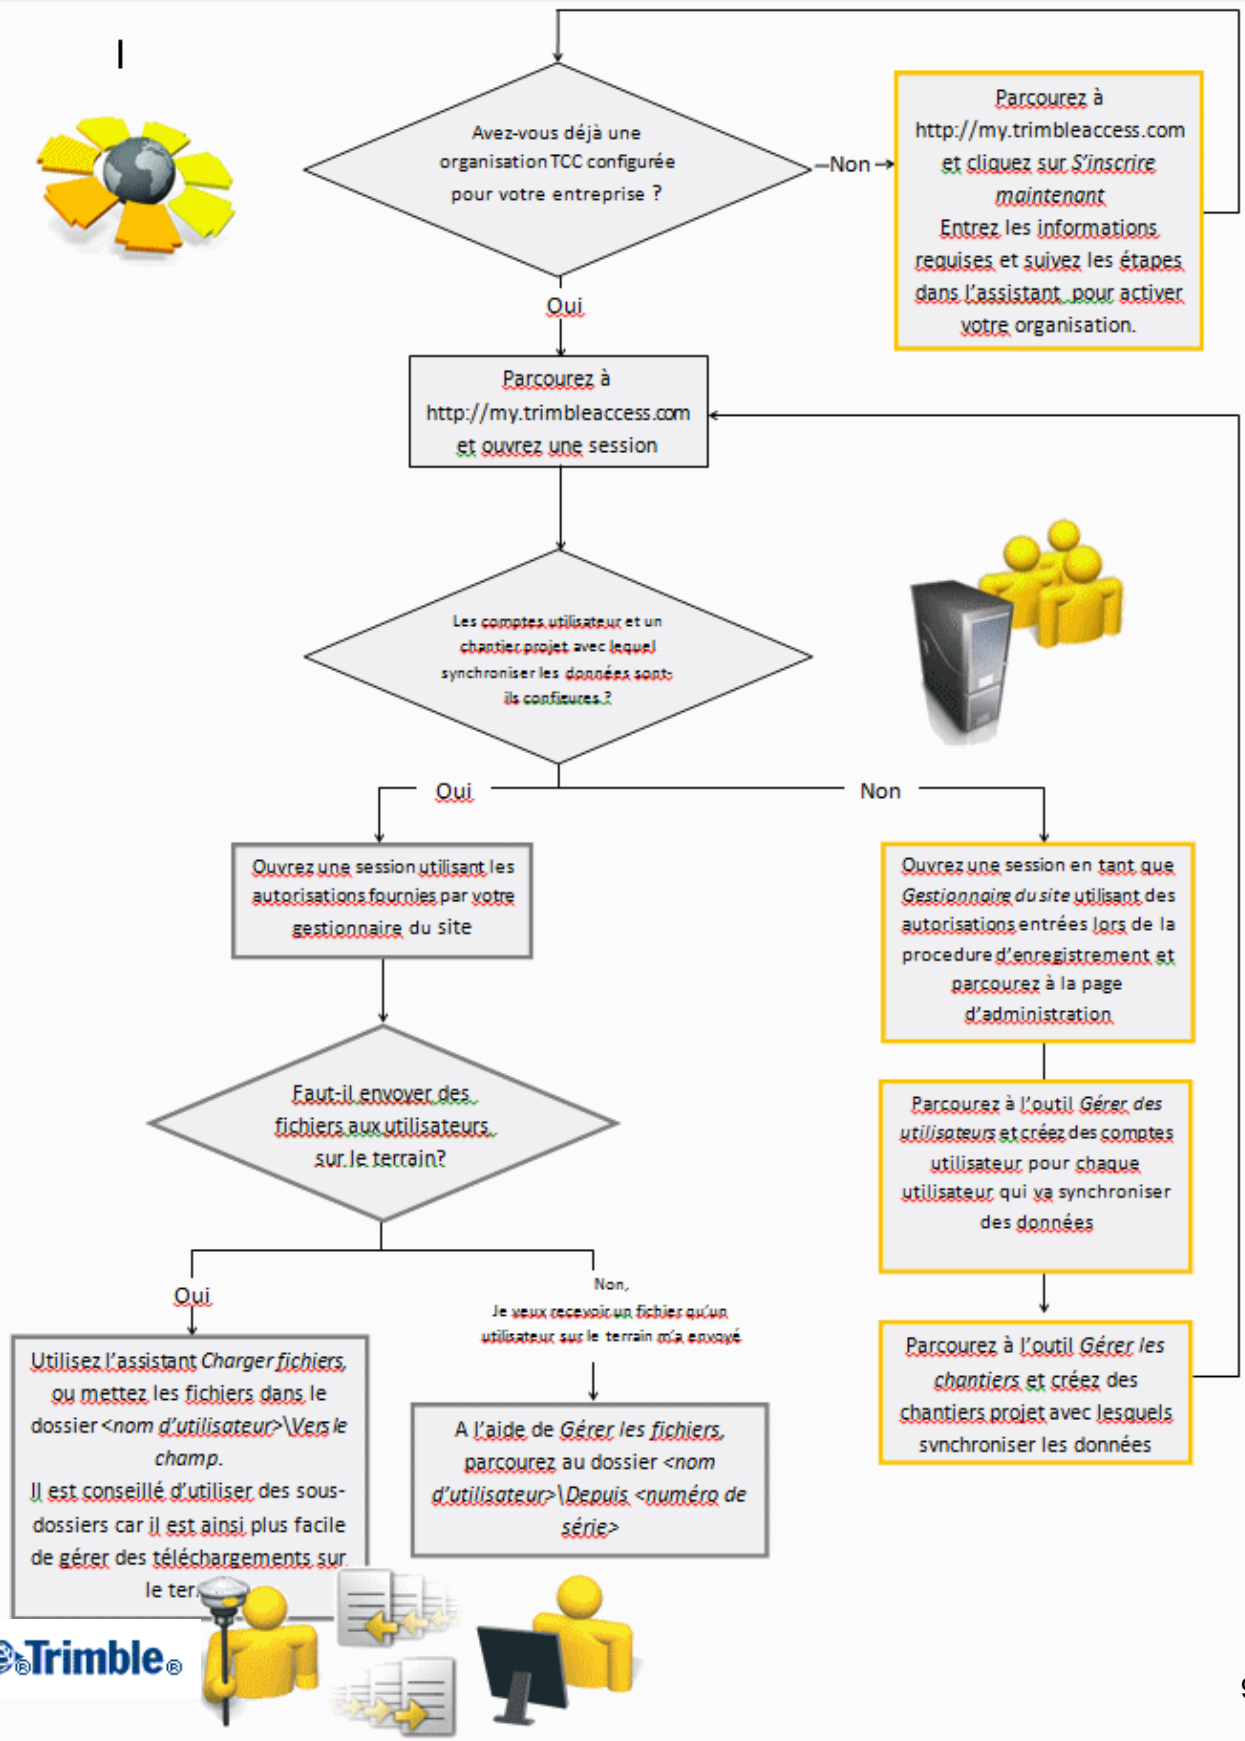 I
Avez-vous déjà une
organisation TCC configurée
pour votre entreprise ?
Non
Parcourez à
http://my.trimbleaccess.com
et cliquez sur S'inscrire
maintenant
Entrez les informations
requises et suivez les étapes
dans l'assistant pour activer
votre organisation.
Oui
Parcourez à
http://my.trimbleaccess.com
et ouvrez une session
Les comptes utilisateur et un
chantier projet avec lequel
synchroniser les données sont-
ils configures ?
Oui
Non
Ouvrez une session utilisant les
autorisations fournies par votre
gestionnaire du site
Ouvrez une session en tant que
Gestionnaire du site utilisant des
autorisations entrées lors de la
procedure d'enregistrement et
parcourez à la page
d'administration
Faut-il envoyer des
fichiers aux utilisateurs
sur le terrain?
Parcourez à l'outil Gérer des
utilisateurs et créez des comptes
utilisateur pour chaque
utilisateur qui va synchroniser
des données
Oui
Non,
Je veux recevoir un fichier qu'un
utilisateur sur le terrain m'a envoyé
Parcourez à l'outil Gérer les
chantiers et créez des
chantiers projet avec lesquels
synchroniser les données
Utilisez l'assistant Charger fichiers,
ou mettez les fichiers dans le
dossier <nom d'utilisateur>\Vers le
champ.
Il est conseillé d'utiliser des sous-
dossiers car il est ainsi plus facile
de gérer des téléchargements sur
le
A l'aide de Gérer les fichiers,
parcourez au dossier <nom
d'utilisateur>\Depuis <numéro de
série>
Trimble®